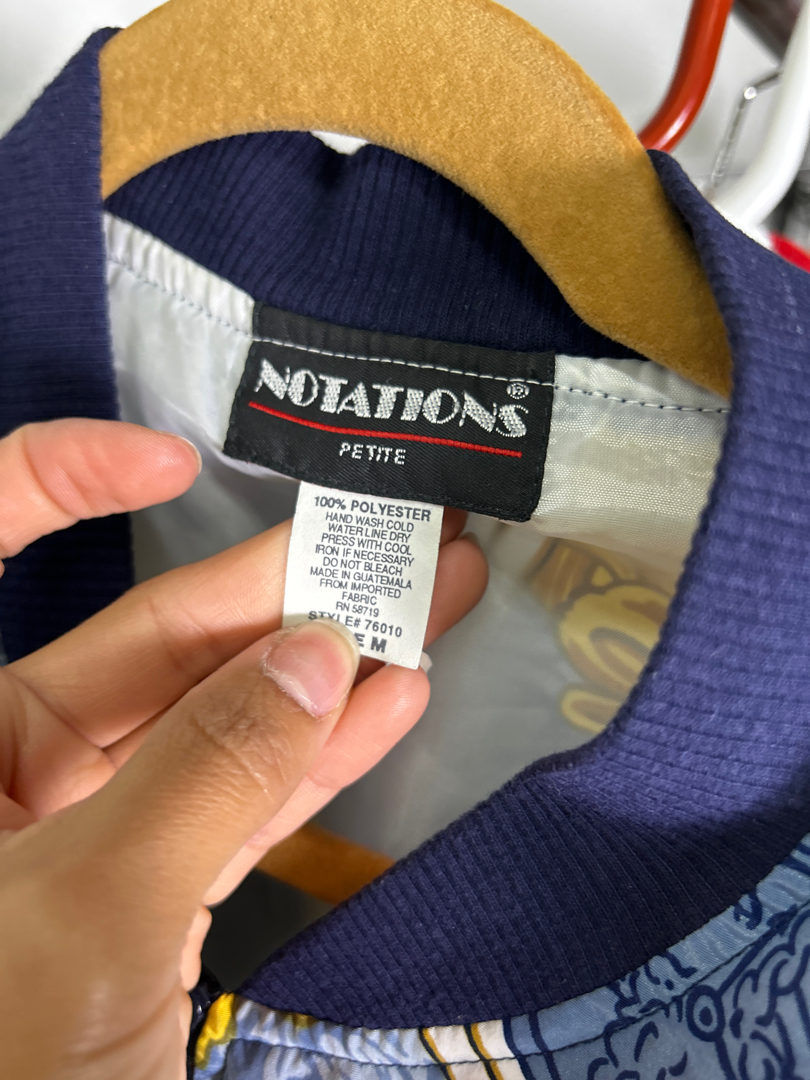 NOTATIONS®
PETITE
100% POLYESTER
HAND WASH COLD
WATER LINE DRY
PRESS WITH COOL
IRON IF NECESSARY
DO NOT BLEACH
MADE IN GUATEMALA
FROM IMPORTED
FABRIC
RN 58719
STYLE# 76010
E M